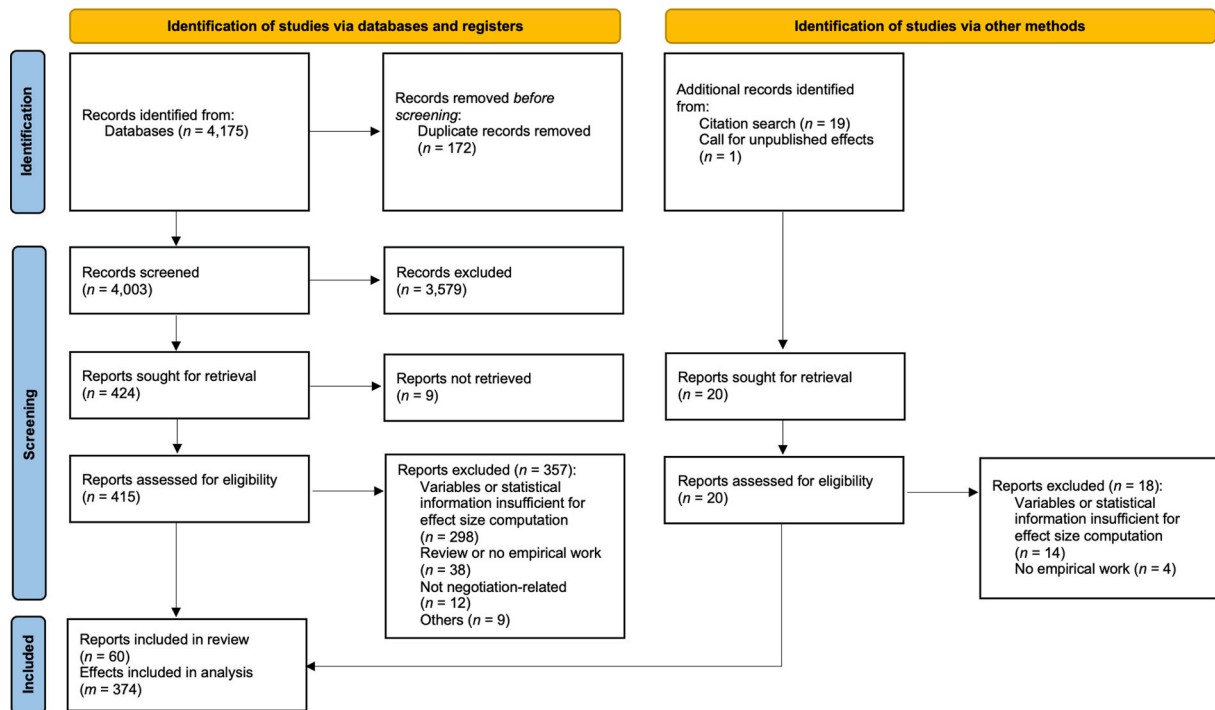 Identification of studies via databases and registers
Identification of studies via other methods
Identification
Records identified from:
Databases (n = 4,175)
Records removed before
screening:
Duplicate records removed
(n = 172)
Additional records identified
from:
Citation search (n = 19)
Call for unpublished effects
(n = 1)
Screening
Records screened
(n = 4,003)
Records excluded
(n = 3,579)
Reports sought for retrieval
(n = 424)
Reports not retrieved
(n = 9)
Reports sought for retrieval
(n = 20)
Reports assessed for eligibility
(n = 415)
Reports excluded (n = 357):
Variables or statistical
information insufficient for
effect size computation
(n = 298)
Review or no empirical work
(n = 38)
Not negotiation-related
(n = 12)
Others (n = 9)
Reports assessed for eligibility
(n = 20)
Reports excluded (n = 18):
Variables or statistical
information insufficient for
effect size computation
(n = 14)
No empirical work (n = 4)
Included
Reports included in review
(n = 60)
Effects included in analysis
(m = 374)